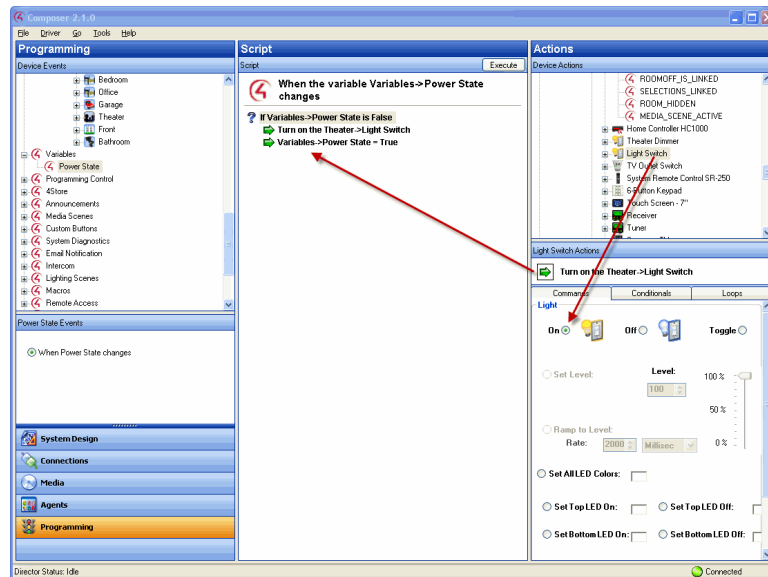 Composer 2.1.0
File Driver Go Tools Help
Programming
Device Events
Bedroom
Office
Garage
Theater
Front
Bathroom
Variables
Power State
Programming Control
4Store
Announcements
Media Scenes
Custom Buttons
System Diagnostics
Email Notification
Intercom
Lighting Scenes
Macros
Remote Access
Power State Events
When Power State changes
System Design
Connections
Media
Agents
Programming
Director Status: Idle
Script
Script Execute
When the variable Variables->Power State
changes
? If Variables->Power State is False
Turn on the Theater->Light Switch
Variables->Power State = True
Actions
Device Actions
ROOMOFF_IS_LINKED
SELECTIONS_LINKED
ROOM_HIDDEN
MEDIA_SCENE_ACTIVE
Home Controller HC1000
Theater Dimmer
Light Switch
TV Outlet Switch
System Remote Control SR-250
6-Button Keypad
Touch Screen - 7"
Receiver
Tuner
Light Switch Actions
Turn on the Theater->Light Switch
Commands Conditionals Loops
Light
On Off Toggle
Set Level: Level: 100 %
100
50 %
Ramp to Level:
Rate: 2000 Millisec 0 %
Set All LED Colors:
Set Top LED On: Set Top LED Off:
Set Bottom LED On: Set Bottom LED Off:
Connected